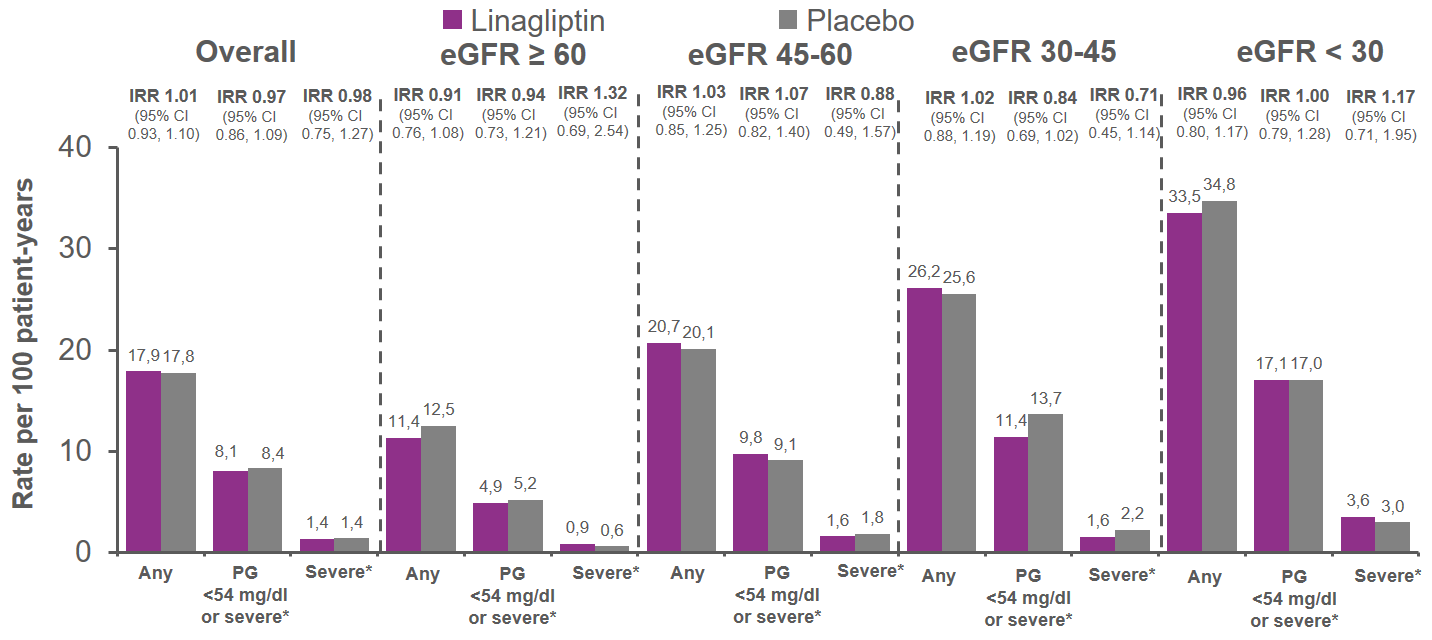 Linagliptin
Placebo
Overall
eGFR ≥ 60
eGFR 45-60
eGFR 30-45
eGFR < 30
IRR 1.01
(95% CI
0.93, 1.10)
IRR 0.97
(95% CI
0.86, 1.09)
IRR 0.98
(95% CI
0.75, 1.27)
IRR 0.91
(95% CI
0.76, 1.08)
IRR 0.94
(95% CI
0.73, 1.21)
IRR 1.32
(95% CI
0.69, 2.54)
IRR 1.03
(95% CI
0.85, 1.25)
IRR 1.07
(95% CI
0.82, 1.40)
IRR 0.88
(95% CI
0.49, 1.57)
IRR 1.02
(95% CI
0.88, 1.19)
IRR 0.84
(95% CI
0.69, 1.02)
IRR 0.71
(95% CI
0.45, 1.14)
IRR 0.96
(95% CI
0.80, 1.17)
IRR 1.00
(95% CI
0.79, 1.28)
IRR 1.17
(95% CI
0.71, 1.95)
Rate per 100 patient-years
40
30
20
10
0
17,9
17,8
8,1
8,4
1,4
1,4
11,4
12,5
4,9
5,2
0,9
0,6
20,7
20,1
9,8
9,1
1,6
1,8
26,2
25,6
11,4
13,7
1,6
2,2
33,5
34,8
17,1
17,0
3,6
3,0
Any
PG
<54 mg/dl
or severe*
Severe*
Any
PG
<54 mg/dl
or severe*
Severe*
Any
PG
<54 mg/dl
or severe*
Severe*
Any
PG
<54 mg/dl
or severe*
Severe*
Any
PG
<54 mg/dl
or severe*
Severe*